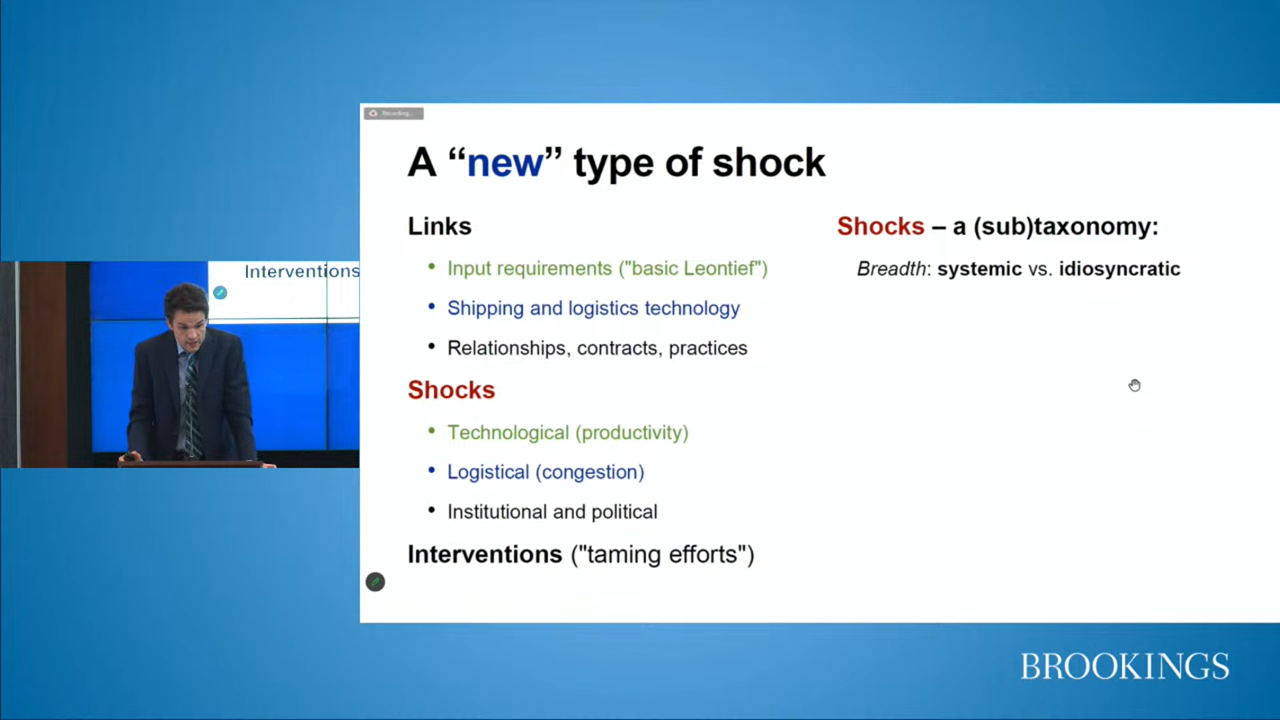 Recording...
A “new” type of shock
Links
• Input requirements ("basic Leontief")
• Shipping and logistics technology
• Relationships, contracts, practices
Shocks
• Technological (productivity)
• Logistical (congestion)
• Institutional and political
Interventions ("taming efforts")
Shocks – a (sub)taxonomy:
Breadth: systemic vs. idiosyncratic
Interventions
BROOKINGS